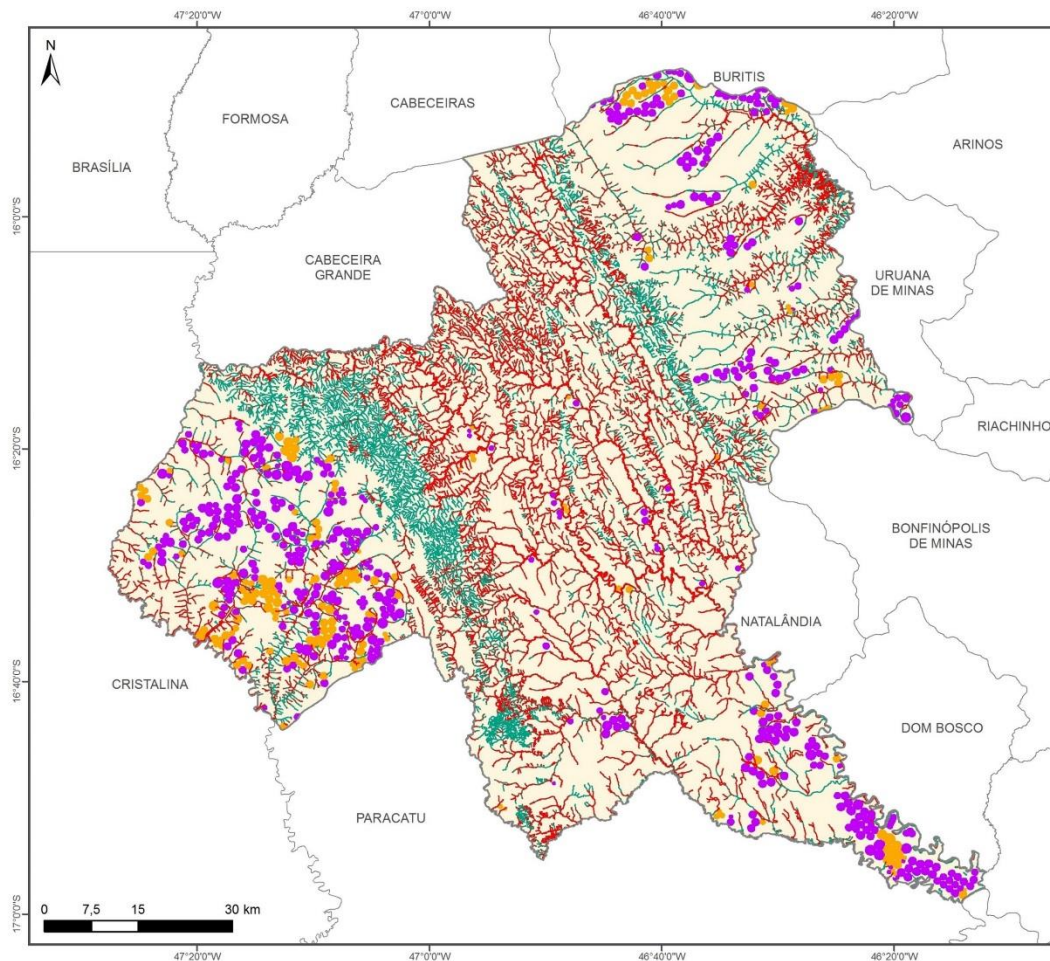 47°20'0"W 47°0'0"W 46°40'0"W 46°20'0"W
N
BURITIS
CABECEIRAS
FORMOSA
ARINOS
BRASÍLIA
16°0'0"S
CABECEIRA
GRANDE
URUANA
DE MINAS
RIACHINHO
16°20'0"S
BONFINÓPOLIS
DE MINAS
NATALÂNDIA
16°40'0"S
CRISTALINA
DOM BOSCO
PARACATU
0 7,5 15 30 km
17°0'0"S
47°20'0"W 47°0'0"W 46°40'0"W 46°20'0"W